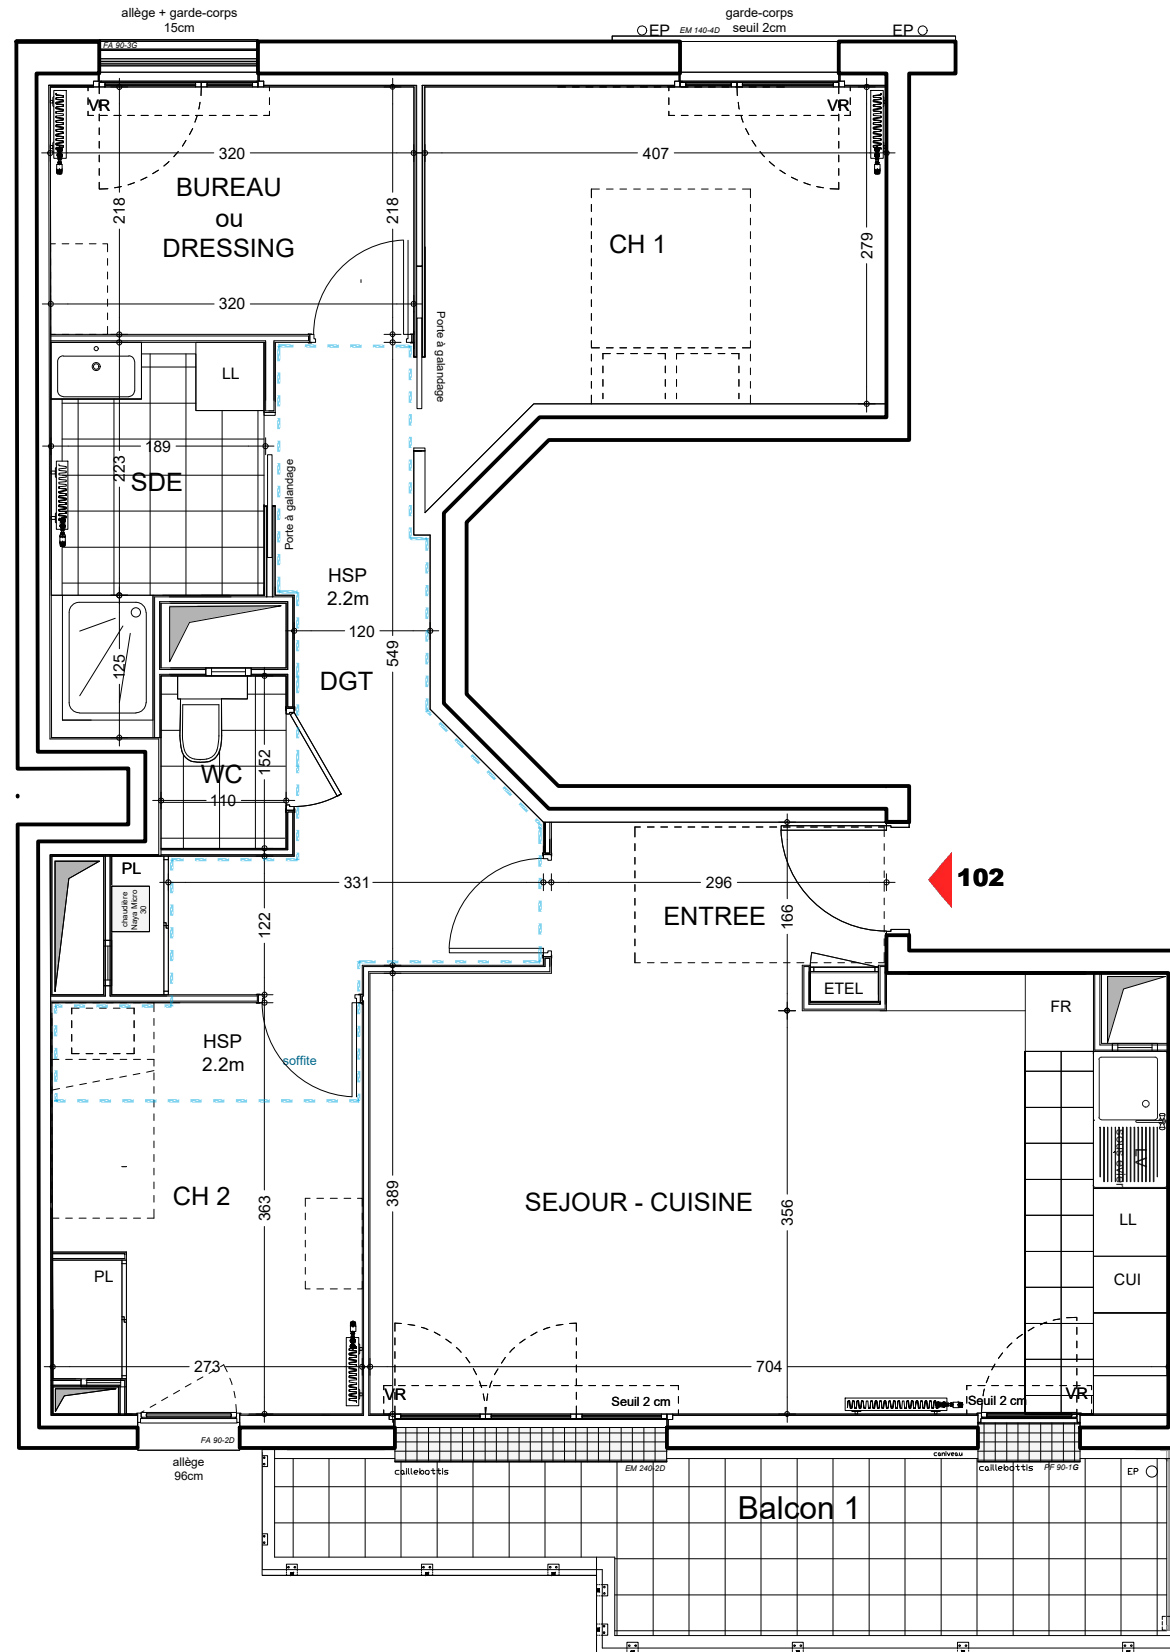 allège + garde-corps
15cm
FA 90-3G
garde-corps
seuil 2cm
EP
EM 140-4D
EP
VR
VR
320
407
BUREAU
ou
DRESSING
218
218
CH 1
279
320
Porte à galandage
LL
189
223
SDE
Porte à galandage
HSP
2.2m
120
549
125
DGT
152
WC
110
PL
chaudière
Naya Micro
30
331
296
102
ENTREE
166
122
ETEL
FR
HSP
2.2m
soffite
LV
sous évier
CH 2
363
389
SEJOUR - CUISINE
356
LL
CUI
PL
273
704
VR
Seuil 2 cm
Seuil 2 cm
VR
FA 90-2D
allège
96cm
caillebottis
EM 240-2D
caniveau
caillebottis
PF 90-1G
EP
Balcon 1